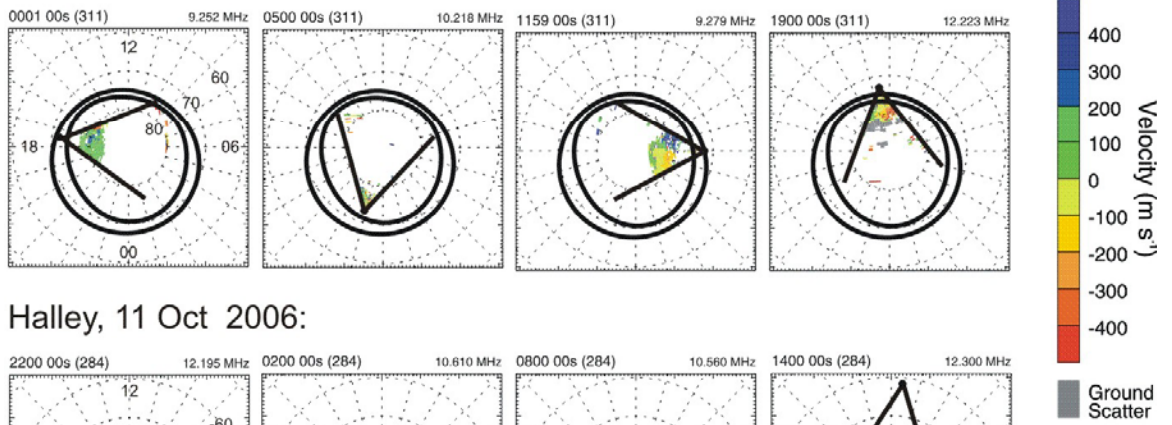 0001 00s (311) 9.252 MHz
12
60
70
80
18
06
00
0500 00s (311) 10.218 MHz
1159 00s (311) 9.279 MHz
1900 00s (311) 12.223 MHz
400
300
200
100
0
-100
-200
-300
-400
Velocity (m s⁻¹)
Ground
Scatter
Halley, 11 Oct 2006:
2200 00s (284) 12.195 MHz
12
60
0200 00s (284) 10.610 MHz
0800 00s (284) 10.560 MHz
1400 00s (284) 12.300 MHz